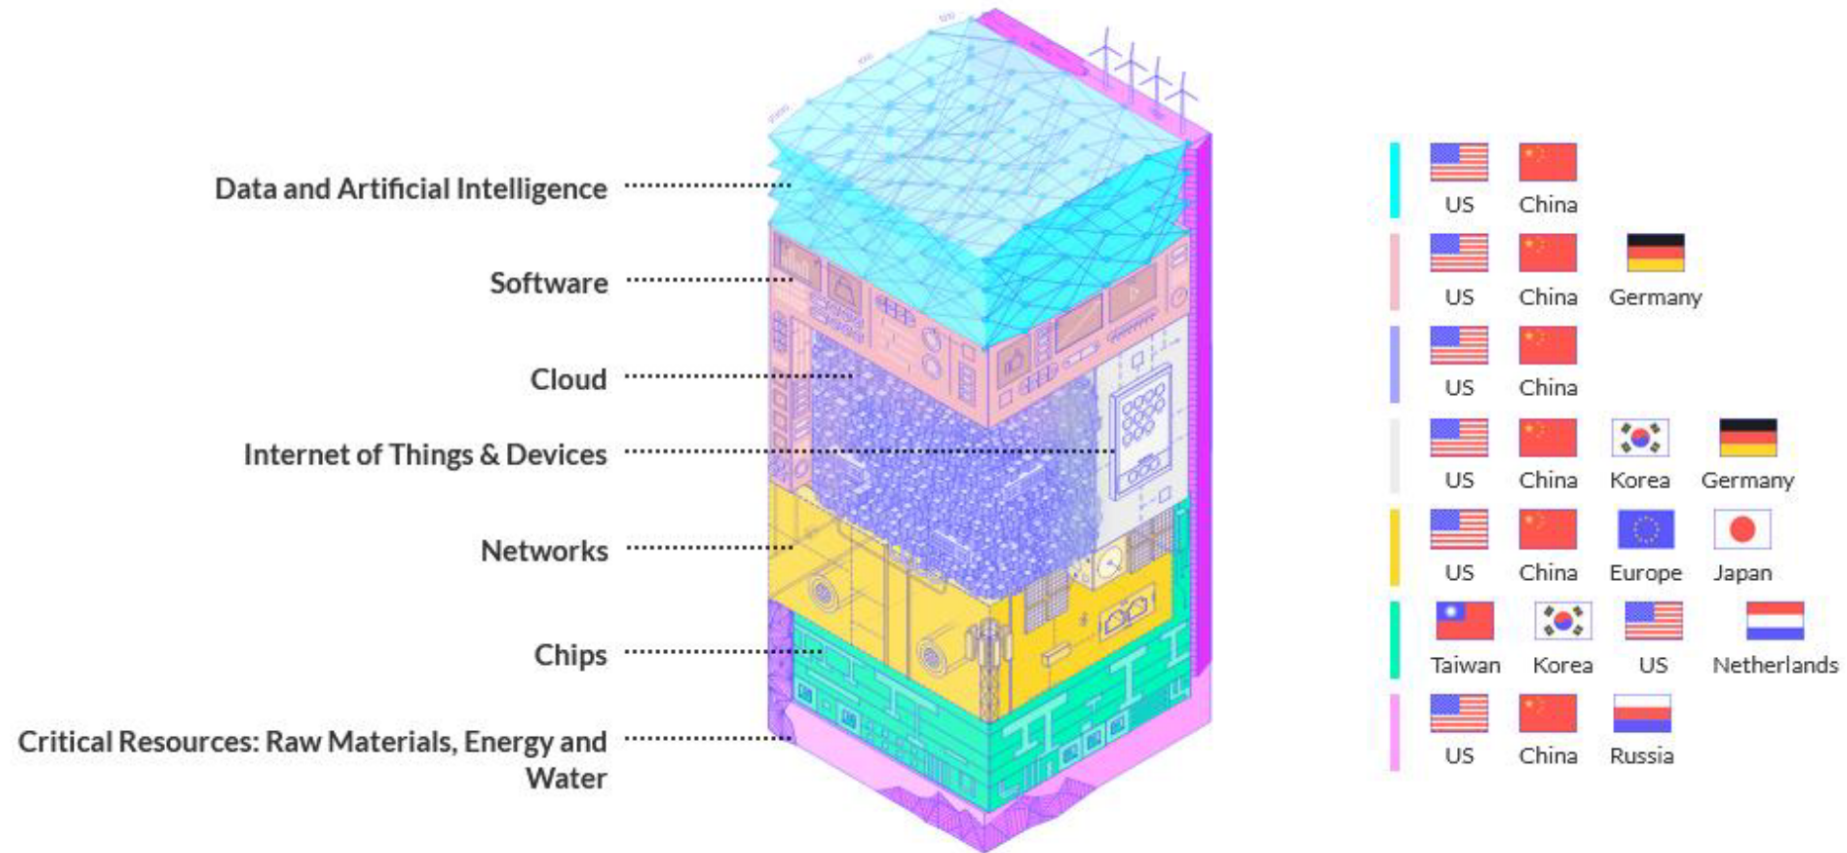 Data and Artificial Intelligence
Software
Cloud
Internet of Things & Devices
Networks
Chips
Critical Resources: Raw Materials, Energy and
Water
US China
US China Germany
US China
US China Korea Germany
US China Europe Japan
Taiwan Korea US Netherlands
US China Russia